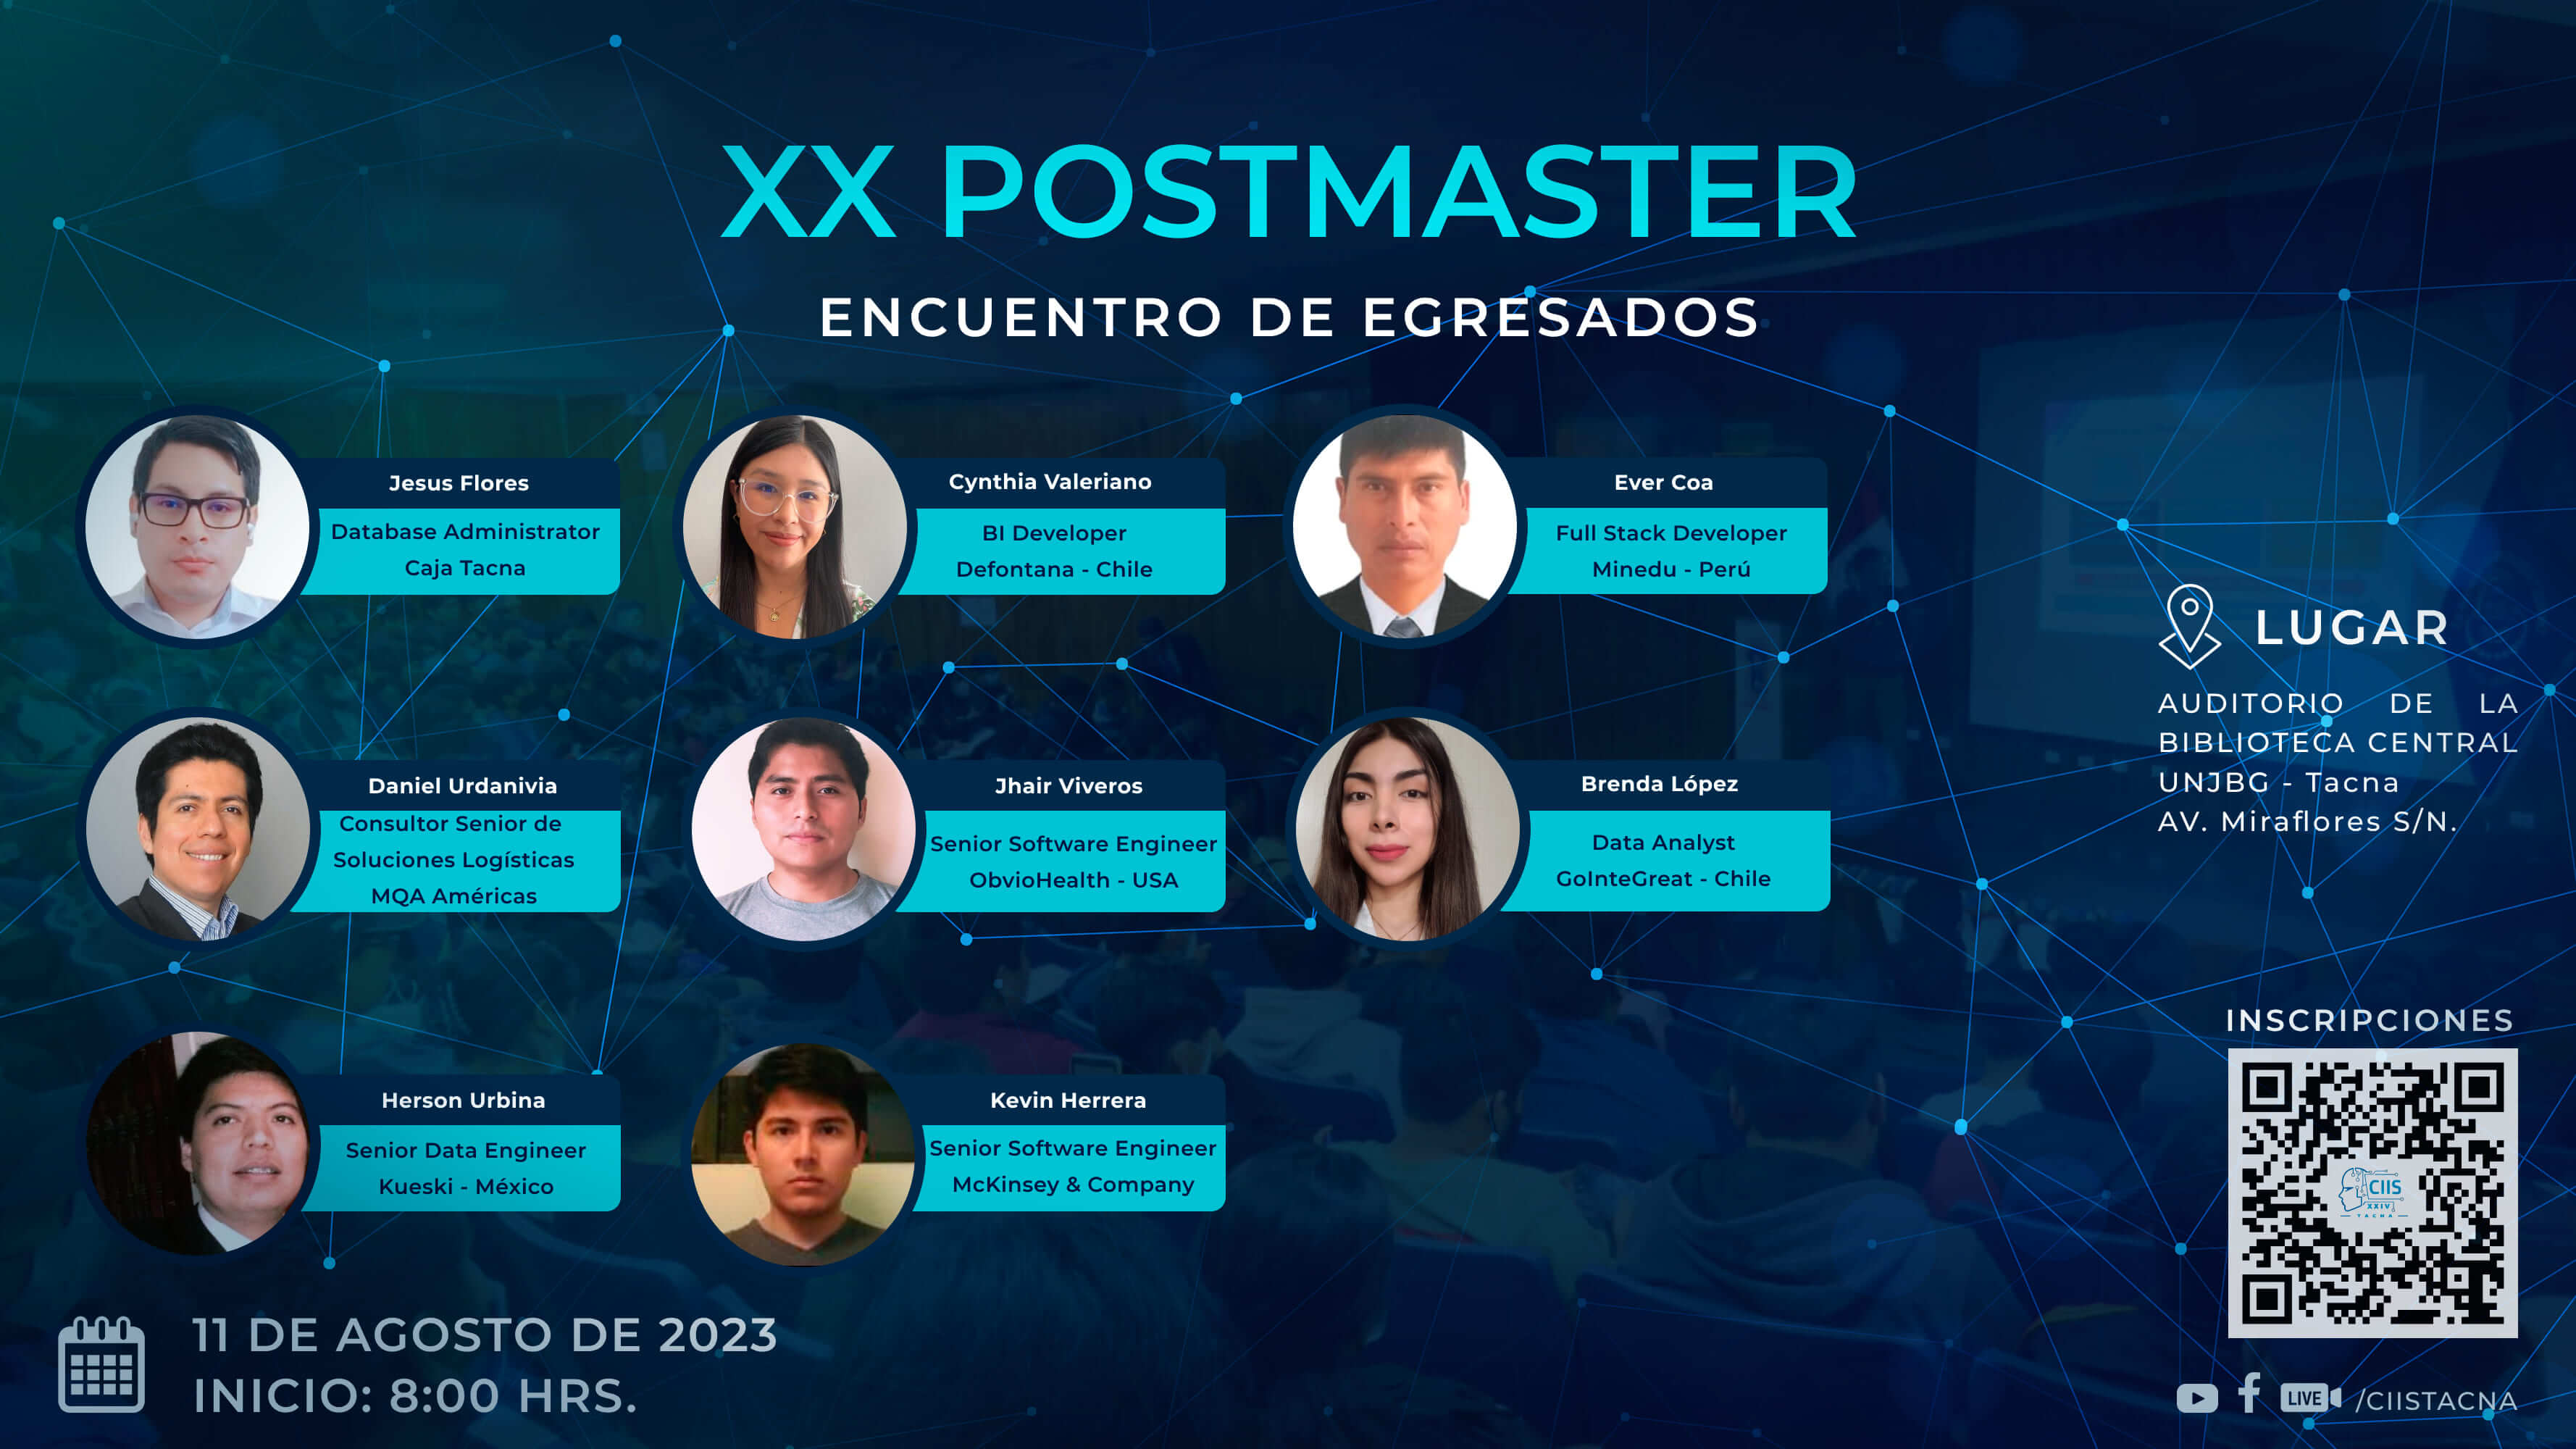 XX POSTMASTER
ENCUENTRO DE EGRESADOS
Jesus Flores
Database Administrator
Caja Tacna
Cynthia Valeriano
BI Developer
Defontana - Chile
Ever Coa
Full Stack Developer
Minedu - Perú
Daniel Urdanivia
Consultor Senior de
Soluciones Logísticas
MQA Américas
Jhair Viveros
Senior Software Engineer
ObvioHealth - USA
Brenda López
Data Analyst
GoInteGreat - Chile
Herson Urbina
Senior Data Engineer
Kueski - México
Kevin Herrera
Senior Software Engineer
McKinsey & Company
LUGAR
AUDITORIO DE LA
BIBLIOTECA CENTRAL
UNJBG - Tacna
AV. Miraflores S/N.
INSCRIPCIONES
CIIS
XXIV
TACNA
11 DE AGOSTO DE 2023
INICIO: 8:00 HRS.
LIVE /CIISTACNA